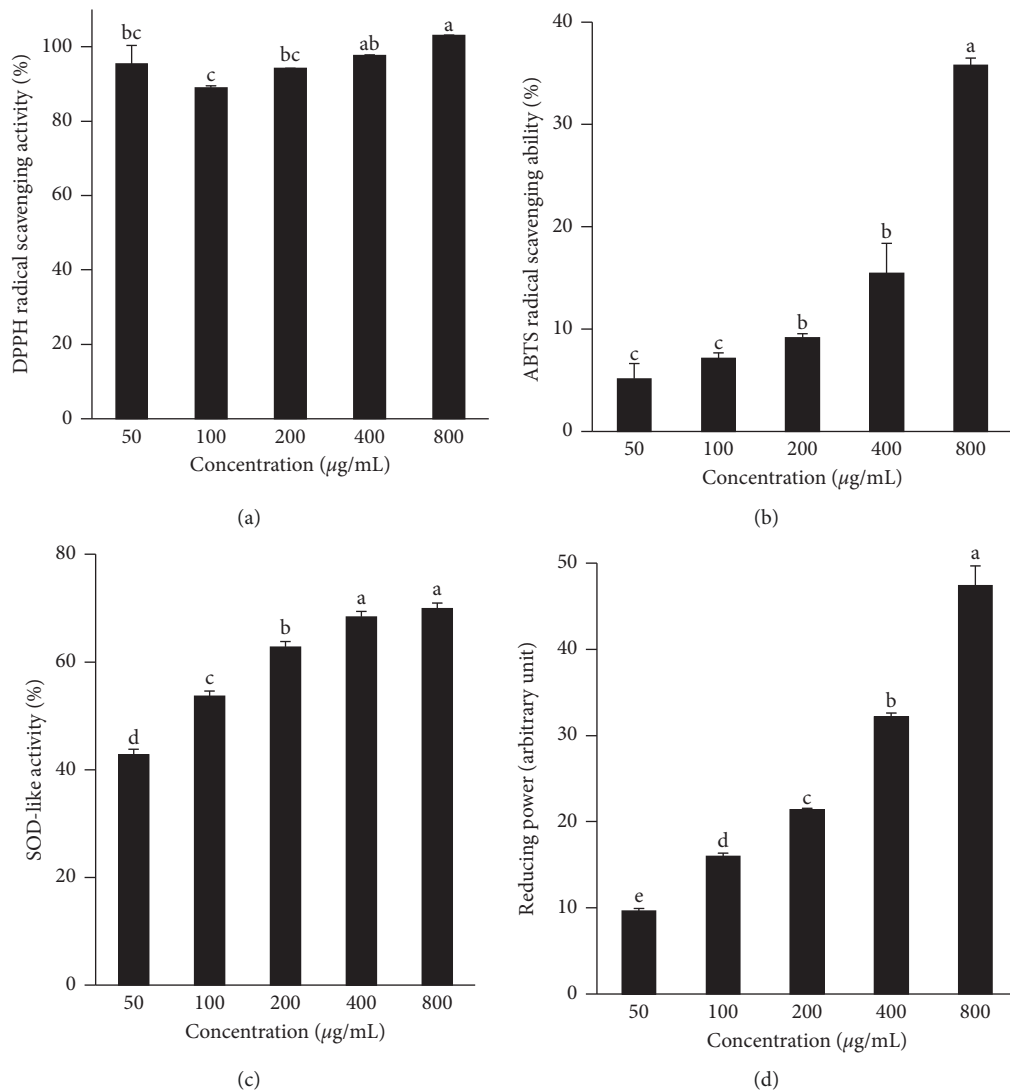 DPPH radical scavenging activity (%)
100
80
60
40
20
0
bc
c
bc
ab
a
50 100 200 400 800
Concentration (µg/mL)
(a)
ABTS radical scavenging ability (%)
40
30
20
10
0
c
c
b
b
a
50 100 200 400 800
Concentration (µg/mL)
(b)
SOD-like activity (%)
80
60
40
20
0
d
c
b
a
a
50 100 200 400 800
Concentration (µg/mL)
(c)
Reducing power (arbitrary unit)
50
40
30
20
10
0
e
d
c
b
a
50 100 200 400 800
Concentration (µg/mL)
(d)